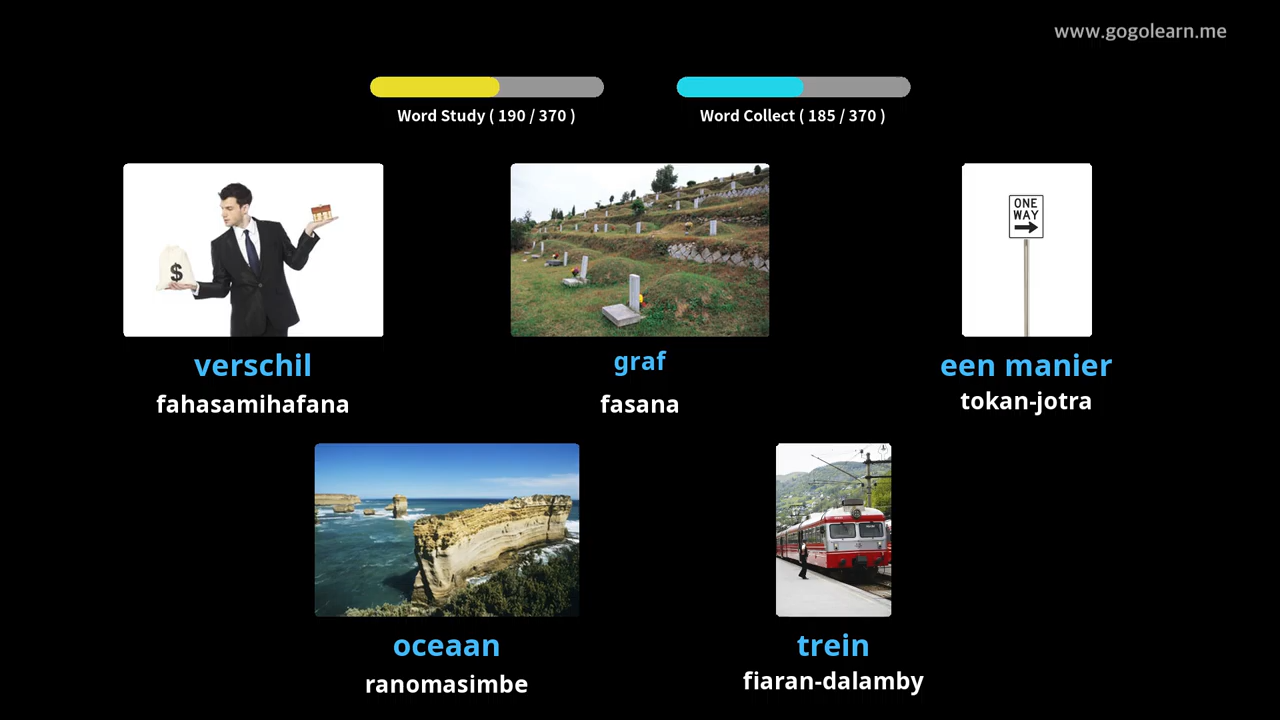 www.gogolearn.me
Word Study ( 190 / 370 )
Word Collect ( 185 / 370 )
$
ONE
WAY
verschil
graf
een manier
fahasamihafana
fasana
tokan-jotra
oceaan
trein
ranomasimbe
fiaran-dalamby